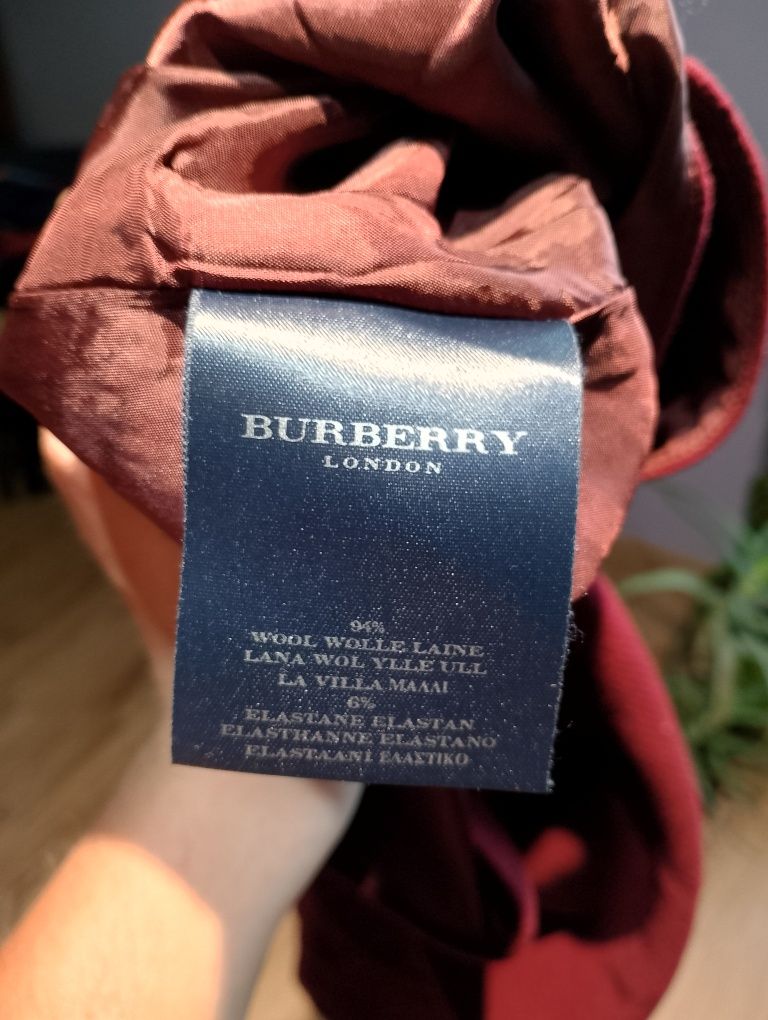 BURBERRY
LONDON
94%
WOOL WOLLE LAINE
LANA WOL YLLE ULL
LA VILLA ΜΑΛΛΙ
6%
ELASTANE ELASTAN
ELASTHANNE ELASTANO
ELASTAANI ΕΛΑΣΤΙΚΟ